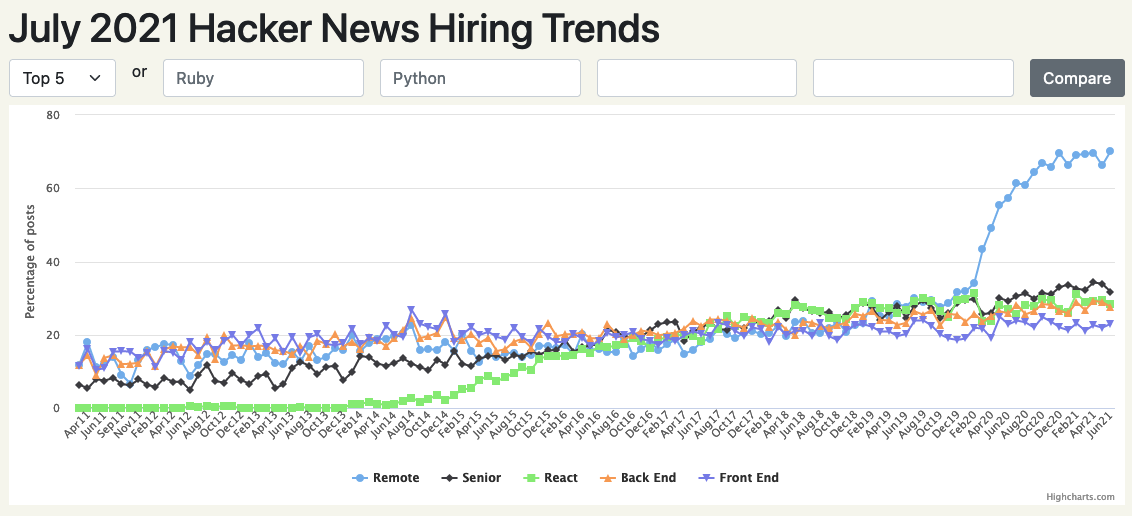 July 2021 Hacker News Hiring Trends
Top 5 or Ruby Python Compare
80
60
40
20
0
Percentage of posts
Apr11 Jun11 Sep11 Nov11 Feb12 Apr12 Jun12 Aug12 Oct12 Dec12 Feb13 Apr13 Jun13 Aug13 Oct13 Dec13 Feb14 Apr14 Jun14 Aug14 Oct14 Dec14 Feb15 Apr15 Jun15 Aug15 Oct15 Dec15 Feb16 Apr16 Jun16 Aug16 Oct16 Dec16 Feb17 Apr17 Jun17 Aug17 Oct17 Dec17 Feb18 Apr18 Jun18 Aug18 Oct18 Dec18 Feb19 Apr19 Jun19 Aug19 Oct19 Dec19 Feb20 Apr20 Jun20 Aug20 Oct20 Dec20 Feb21 Apr21 Jun21
Remote Senior React Back End Front End
Highcharts.com